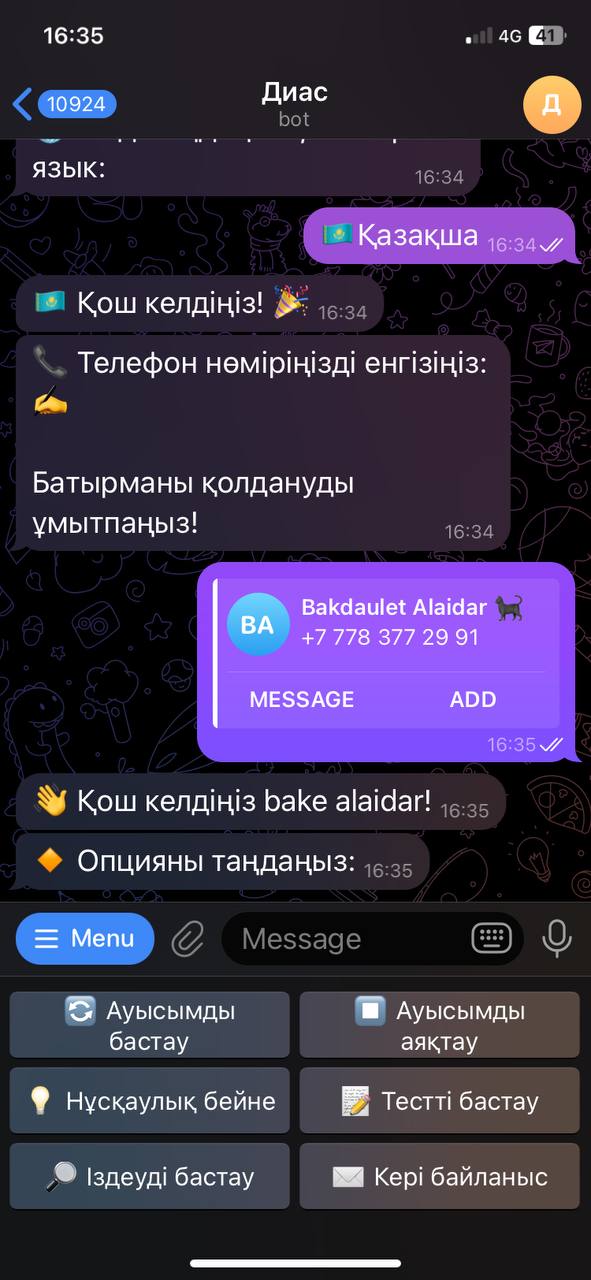 16:35
4G 41
10924
Диас
bot
Д
язык:
16:34
🇰🇿Қазақша 16:34
🇰🇿 Қош келдіңіз! 🎉 16:34
📞 Телефон нөміріңізді енгізіңіз:
✍️
Батырманы қолдануды
ұмытпаңыз! 16:34
BA
Bakdaulet Alaidar 🐈‍⬛
+7 778 377 29 91
MESSAGE ADD
16:35
👋 Қош келдіңіз bake alaidar! 16:35
🔸 Опцияны таңдаңыз: 16:35
Menu
Message
🔄 Ауысымды
бастау
⏹ Ауысымды
аяқтау
💡 Нұсқаулық бейне
📝 Тестті бастау
🔎 Іздеуді бастау
✉️ Кері байланыс